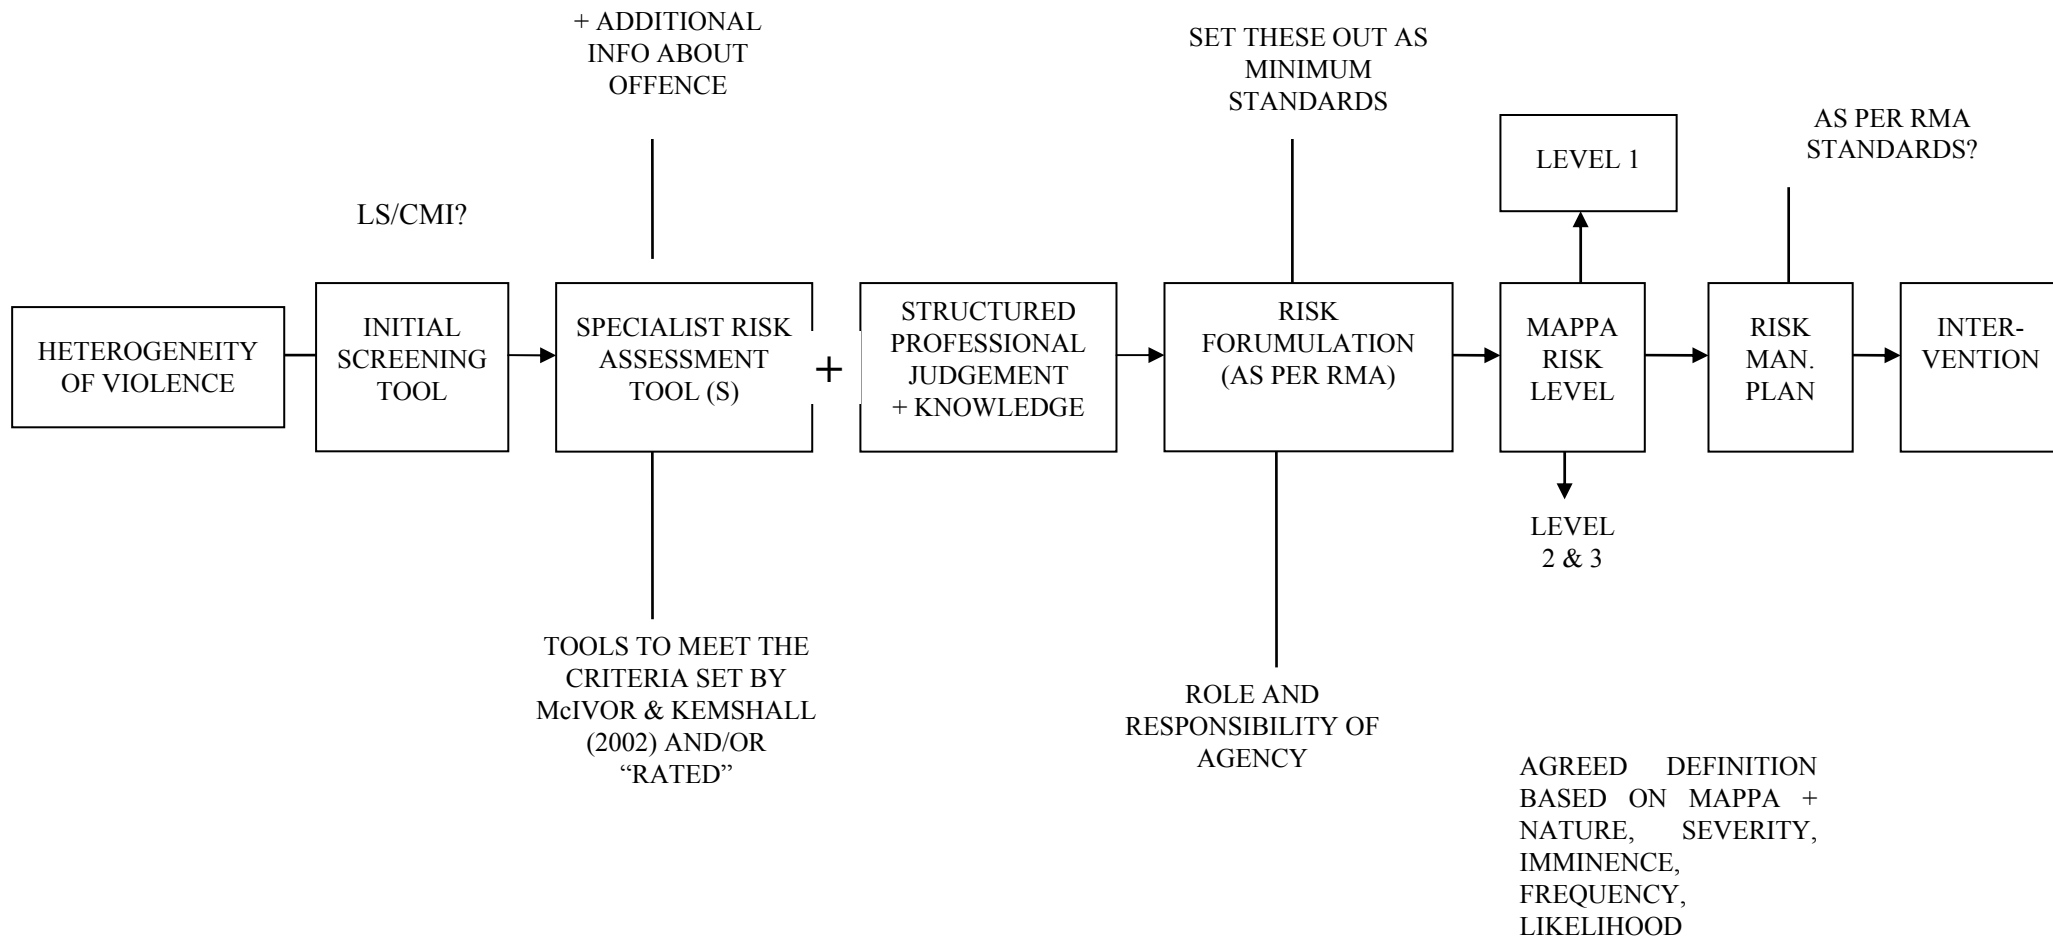 + ADDITIONAL
INFO ABOUT
OFFENCE
SET THESE OUT AS
MINIMUM
STANDARDS
AS PER RMA
STANDARDS?
LEVEL 1
LS/CMI?
HETEROGENEITY
OF VIOLENCE
INITIAL
SCREENING
TOOL
SPECIALIST RISK
ASSESSMENT
TOOL (S)
+
STRUCTURED
PROFESSIONAL
JUDGEMENT
+ KNOWLEDGE
RISK
FORUMULATION
(AS PER RMA)
MAPPA
RISK
LEVEL
RISK
MAN.
PLAN
INTER-
VENTION
LEVEL
2 & 3
TOOLS TO MEET THE
CRITERIA SET BY
McIVOR & KEMSHALL
(2002) AND/OR
“RATED”
ROLE AND
RESPONSIBILITY OF
AGENCY
AGREED DEFINITION
BASED ON MAPPA +
NATURE, SEVERITY,
IMMINENCE,
FREQUENCY,
LIKELIHOOD